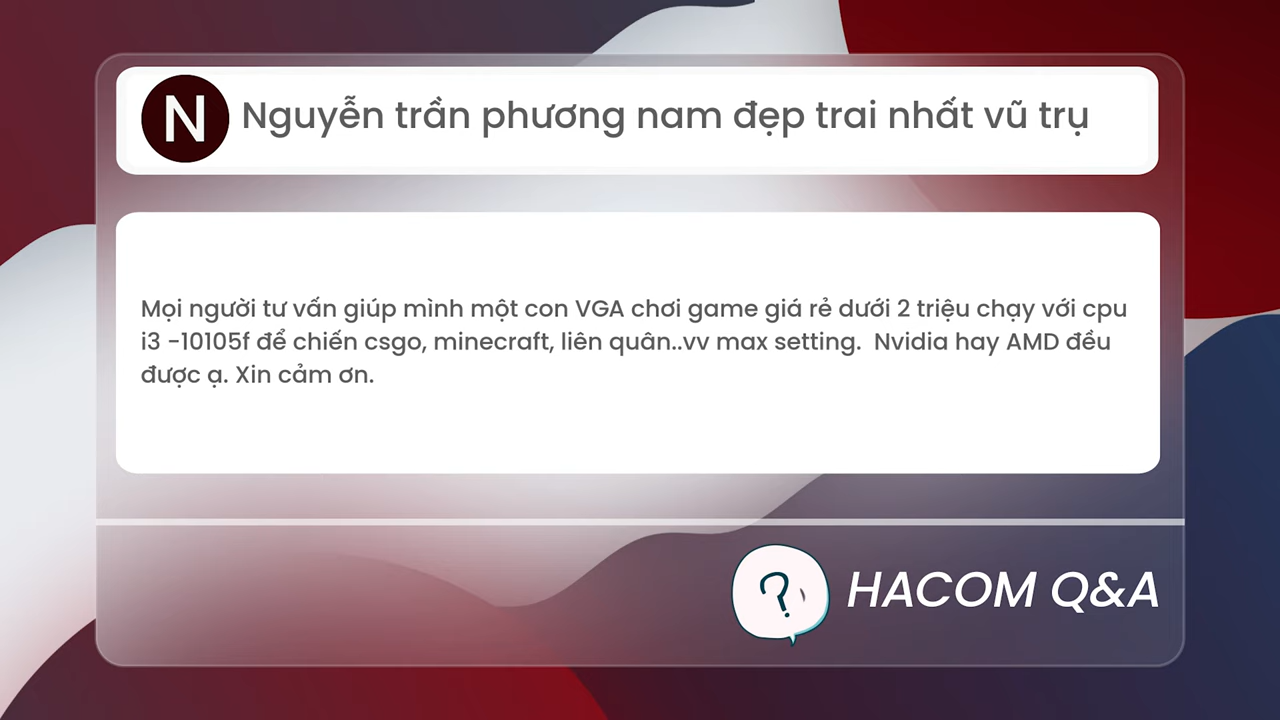 N
Nguyễn trần phương nam đẹp trai nhất vũ trụ
Mọi người tư vấn giúp mình một con VGA chơi game giá rẻ dưới 2 triệu chạy với cpu
i3 -10105f để chiến csgo, minecraft, liên quân..vv max setting.  Nvidia hay AMD đều
được ạ. Xin cảm ơn.
?
HACOM Q&A